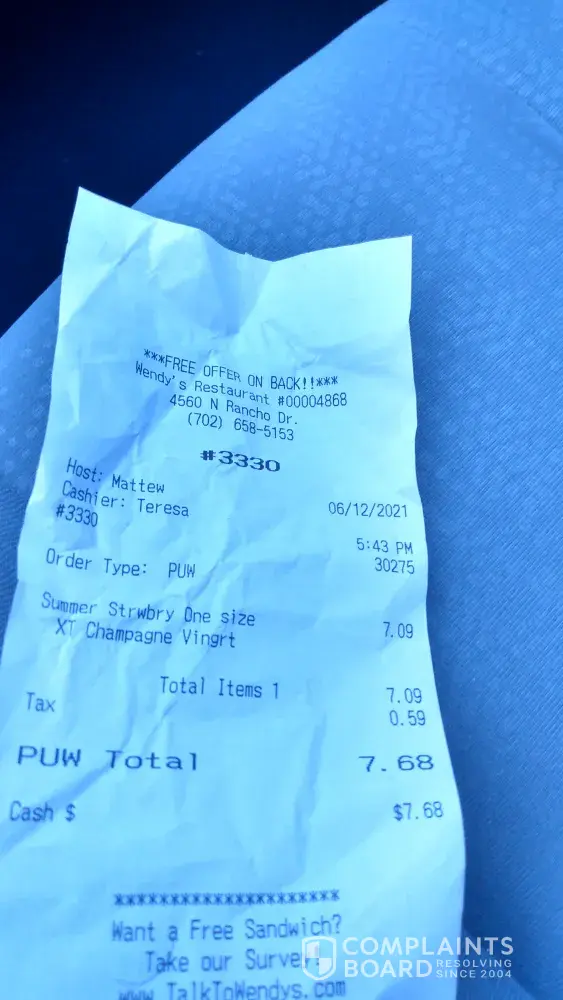 ***FREE OFFER ON BACK!!***
Wendy's Restaurant #00004868
4560 N Rancho Dr.
(702) 658-5153
#3330
Host: Mattew
Cashier: Teresa 06/12/2021
#3330
5:43 PM
Order Type: PUW 30275
Summer Strwbry One size 7.09
XT Champagne Vingrt
Total Items 1 7.09
Tax 0.59
PUW Total 7.68
Cash $ $7.68
********************
Want a Free Sandwich?
Take our Survey
www.TalkToWendys.com
COMPLAINTS
BOARD RESOLVING
SINCE 2004